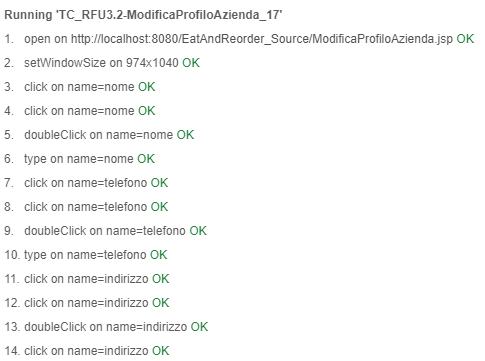 Running 'TC_RFU3.2-ModificaProfiloAzienda_17'
1. open on http://localhost:8080/EatAndReorder_Source/ModificaProfiloAzienda.jsp OK
2. setWindowSize on 974x1040 OK
3. click on name=nome OK
4. click on name=nome OK
5. doubleClick on name=nome OK
6. type on name=nome OK
7. click on name=telefono OK
8. click on name=telefono OK
9. doubleClick on name=telefono OK
10. type on name=telefono OK
11. click on name=indirizzo OK
12. click on name=indirizzo OK
13. doubleClick on name=indirizzo OK
14. click on name=indirizzo OK